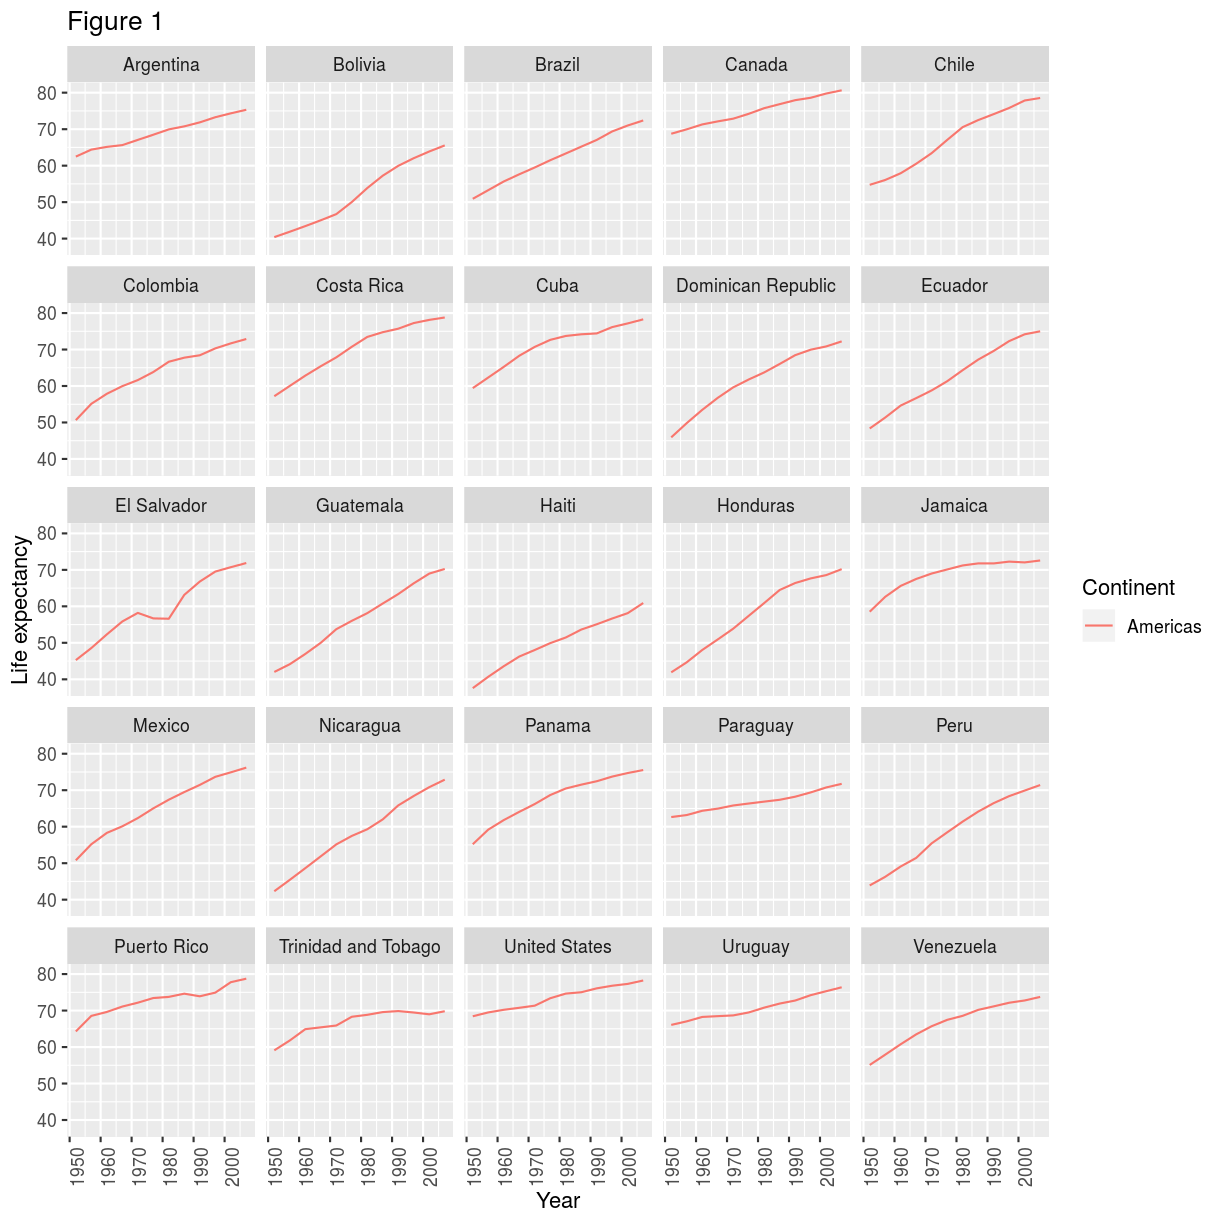 Figure 1
Argentina Bolivia Brazil Canada Chile
80
70
60
50
40
Colombia Costa Rica Cuba Dominican Republic Ecuador
80
70
60
50
40
El Salvador Guatemala Haiti Honduras Jamaica
80
70
60
50
40
Life expectancy
Mexico Nicaragua Panama Paraguay Peru
80
70
60
50
40
Puerto Rico Trinidad and Tobago United States Uruguay Venezuela
80
70
60
50
40
1950 1960 1970 1980 1990 2000 1950 1960 1970 1980 1990 2000 1950 1960 1970 1980 1990 2000 1950 1960 1970 1980 1990 2000 1950 1960 1970 1980 1990 2000
Year
Continent
Americas